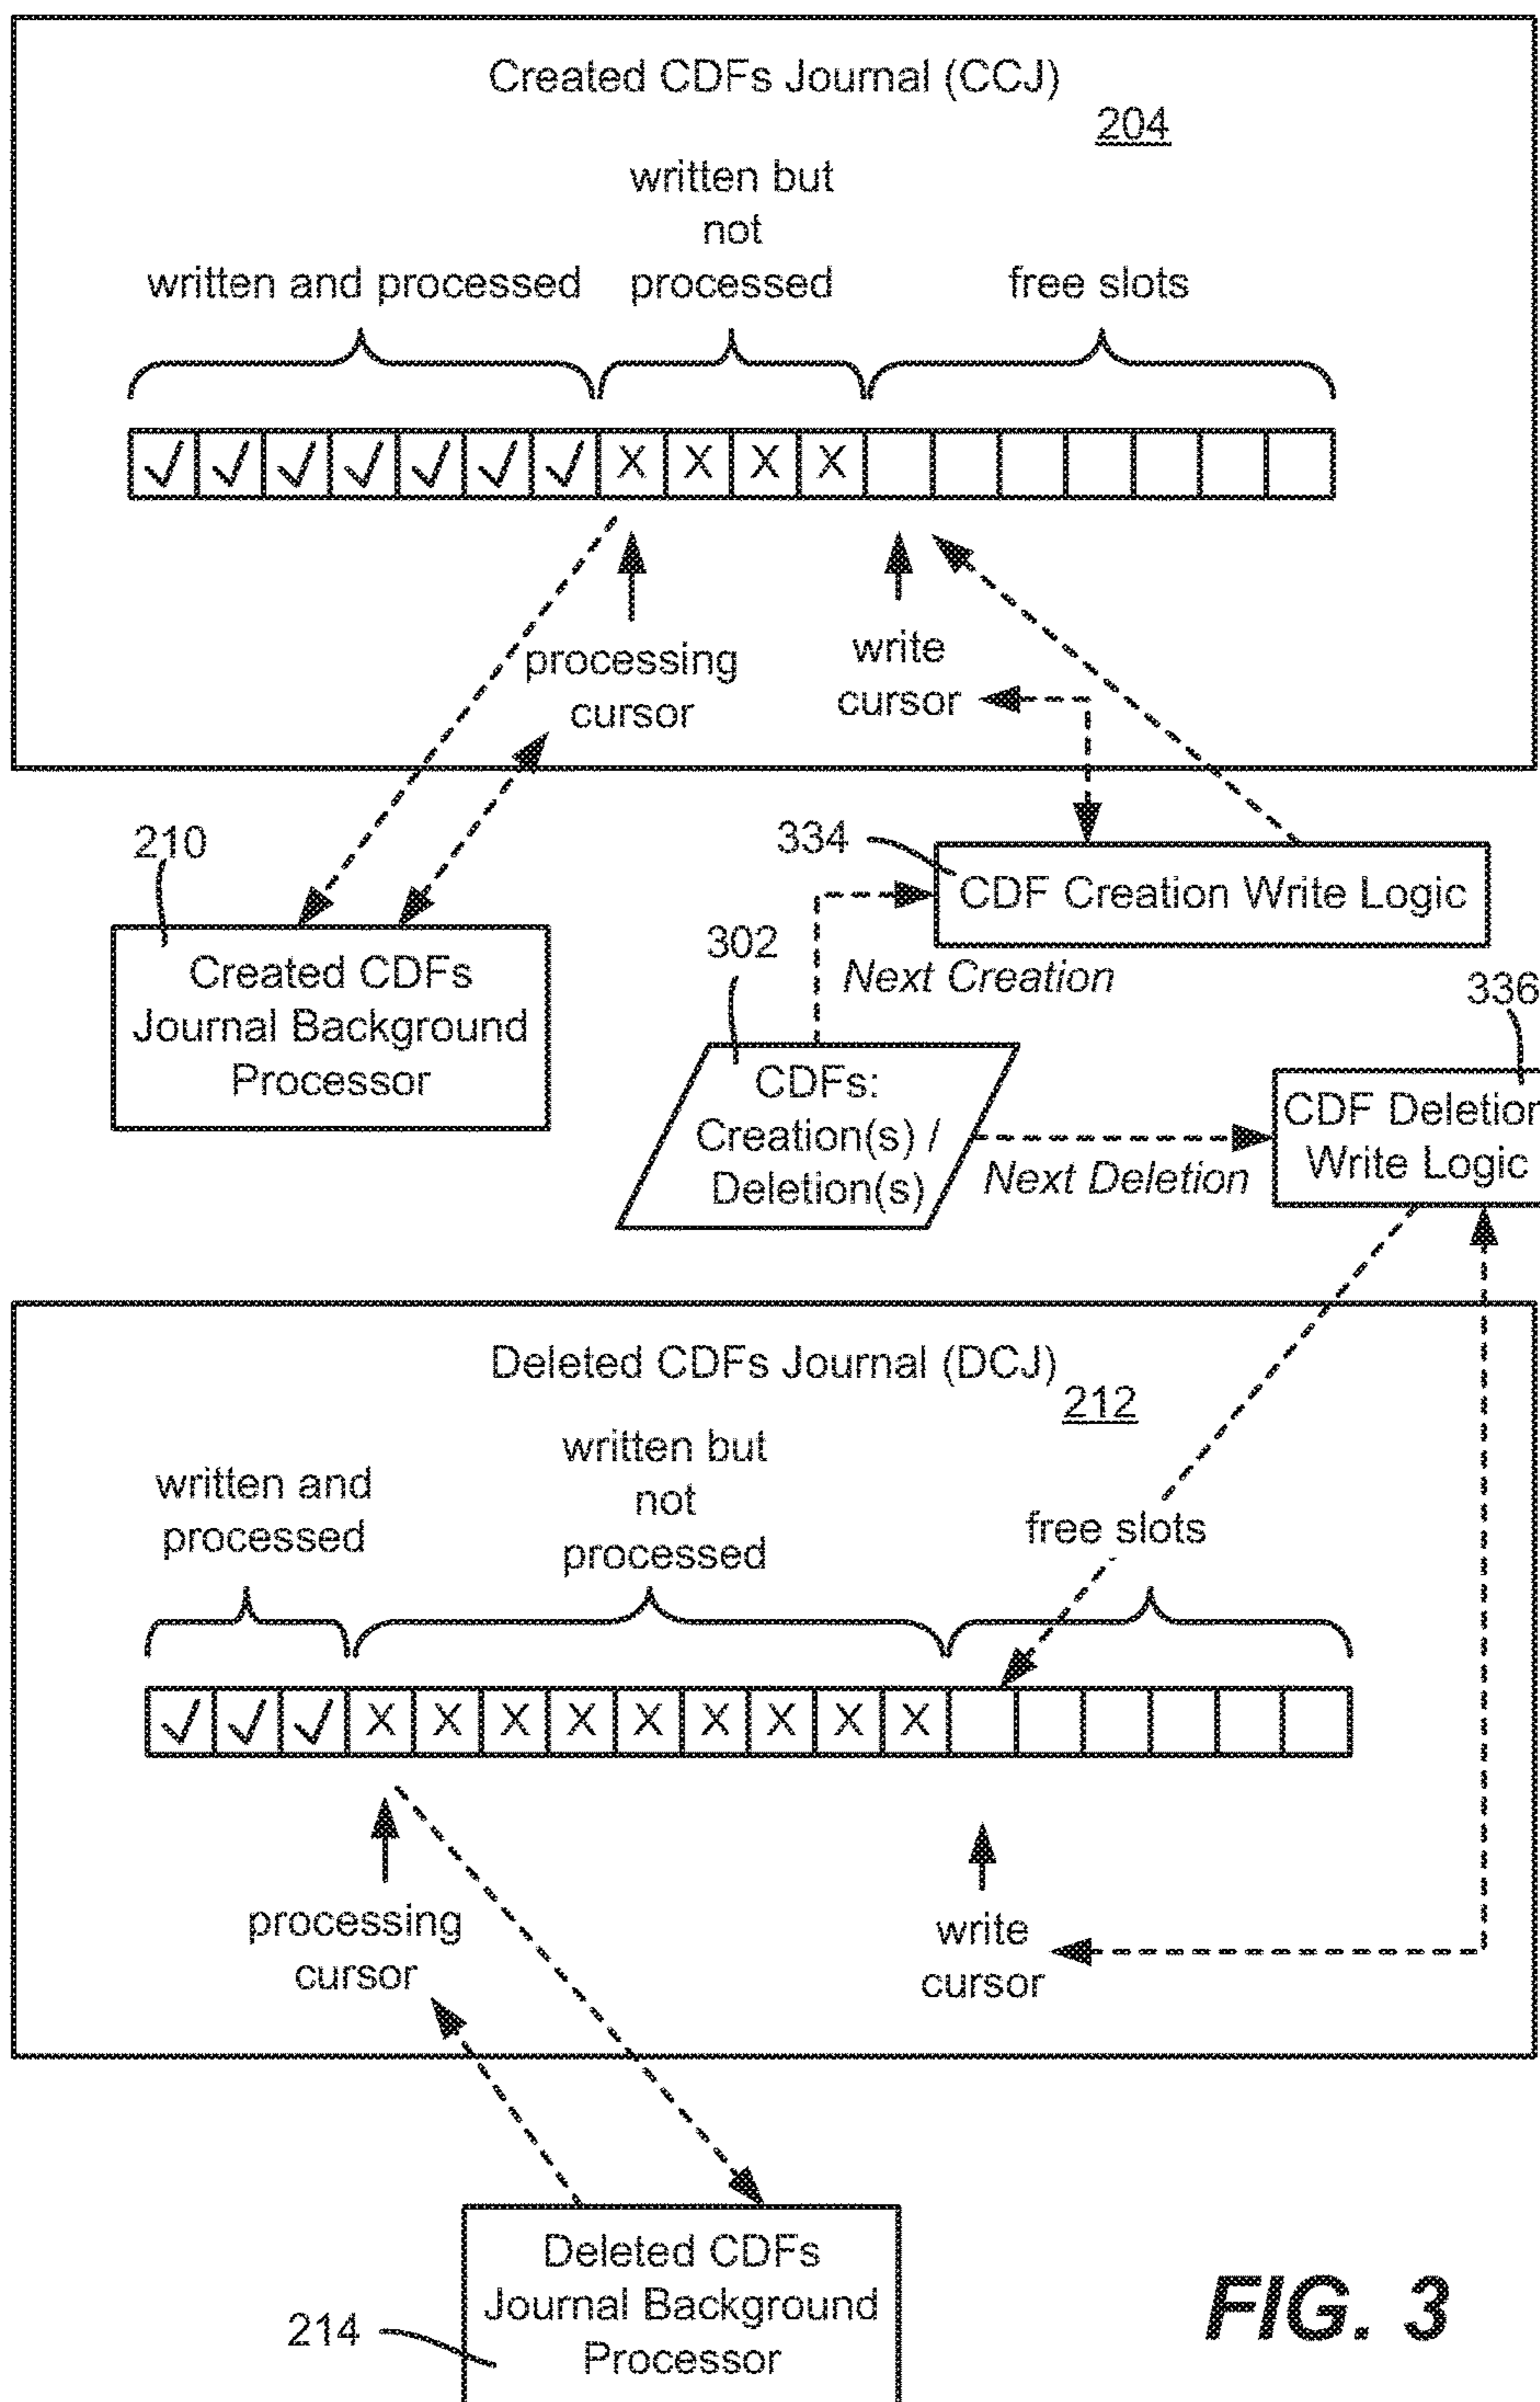 Created CDFs Journal (CCJ)
204
written but
not
written and processed processed free slots
X X X X
processing
cursor
write
cursor
210
334
CDF Creation Write Logic
302
Next Creation
Created CDFs
Journal Background
Processor
336
CDFs:
Creation(s) /
Deletion(s)
Next Deletion
CDF Deletion
Write Logic
Deleted CDFs Journal (DCJ)
212
written and
processed
written but
not
processed
free slots
X X X X X X X X X
processing
cursor
write
cursor
Deleted CDFs
Journal Background
Processor
214
FIG. 3